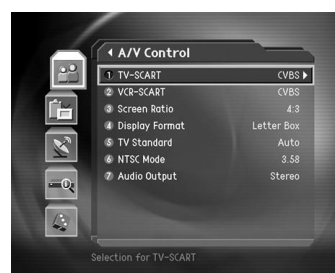 A/V Control
1 TV-SCART CVBS
2 VCR-SCART CVBS
3 Screen Ratio 4:3
4 Display Format Letter Box
5 TV Standard Auto
6 NTSC Mode 3.58
7 Audio Output Stereo
Selection for TV-SCART